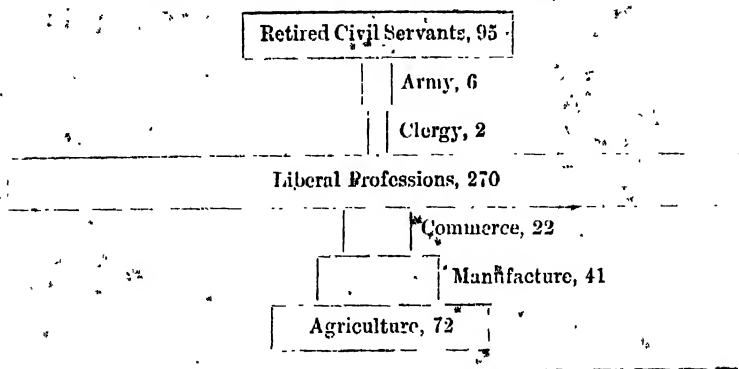 Retired Civil Servants, 95
Army, 6
Clergy, 2
Liberal Professions, 270
Commerce, 22
Manufacture, 41
Agriculture, 72